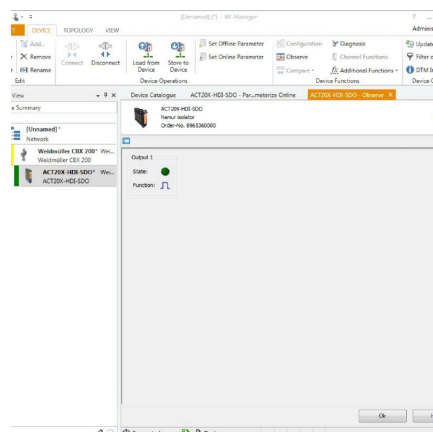 [Unnamed] (*) - WI-Manager
DEVICE TOPOLOGY VIEW
Adminis
Add...
Remove
Rename
Edit
Connect Disconnect
Load from Device
Store to Device
Device Operations
Set Offline Parameter
Set Online Parameter
Configuration
Observe
Compare
Diagnosis
Channel Functions
Additional Functions
Device Functions
Updat
Filter
DTM I
Device C
View
Device Catalogue ACT20X-HDI-SDO - Par...meterize Online ACT20X-HDI-SDO - Observe X
e Summary
ACT20X-HDI-SDO
Namur isolator
Order-No. 8965360000
[Unnamed]*
Network
Weidmüller CBX 200* Wei...
Weidmüller CBX 200
ACT20X-HDI-SDO* Wei...
ACT20X-HDI-SDO
Output 1
State:
Function:
Ok